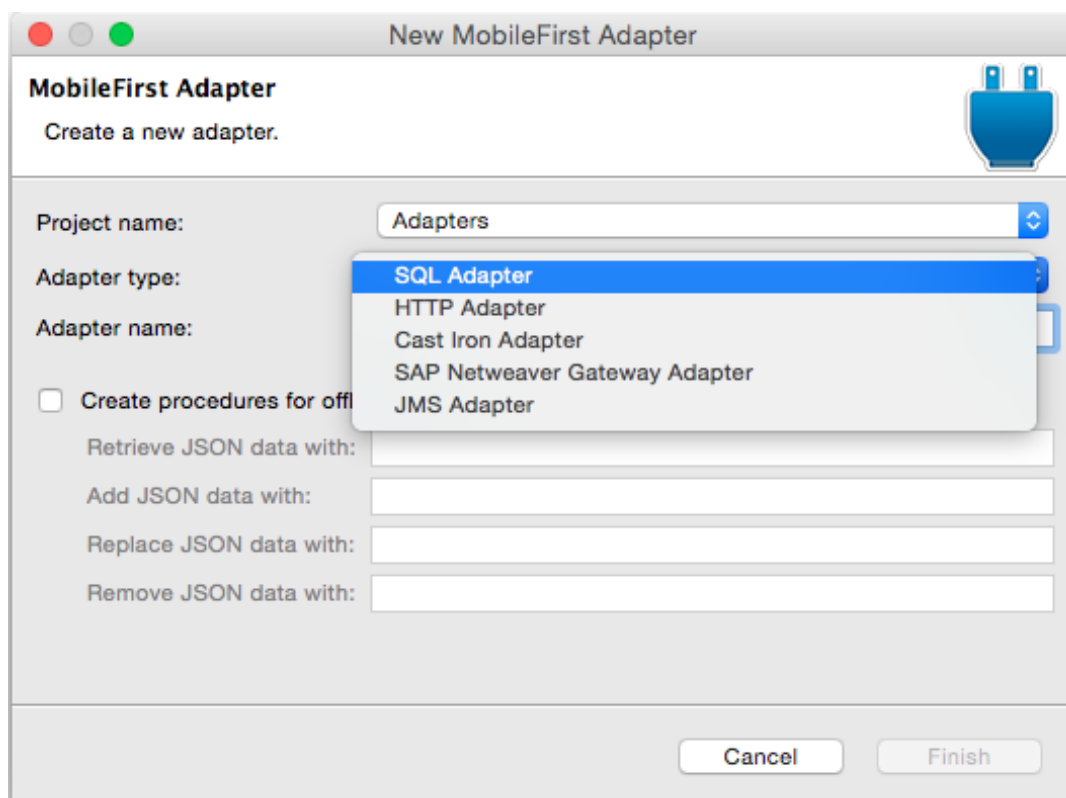 New MobileFirst Adapter
MobileFirst Adapter
Create a new adapter.
Project name: Adapters
Adapter type: SQL Adapter
HTTP Adapter
Adapter name: Cast Iron Adapter
SAP Netweaver Gateway Adapter
Create procedures for offl JMS Adapter
Retrieve JSON data with:
Add JSON data with:
Replace JSON data with:
Remove JSON data with:
Cancel Finish